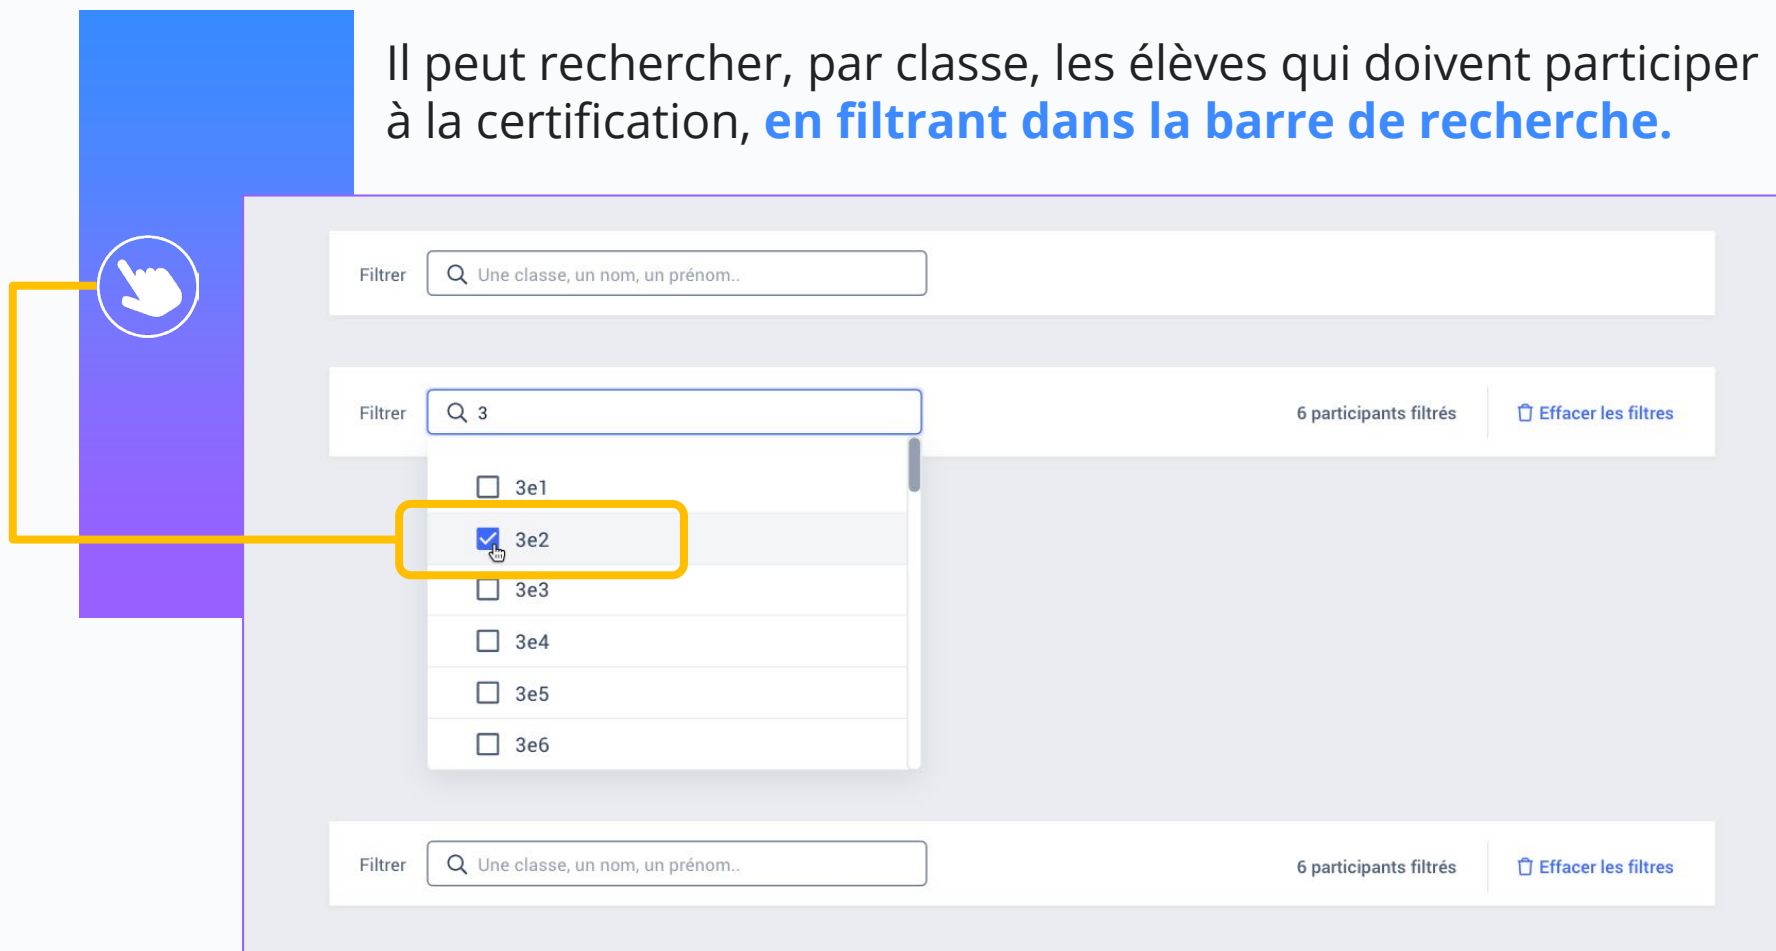 Il peut rechercher, par classe, les élèves qui doivent participer
à la certification, en filtrant dans la barre de recherche.
Filtrer Une classe, un nom, un prénom..
Filtrer 3 6 participants filtrés Effacer les filtres
3e1
3e2
3e3
3e4
3e5
3e6
Filtrer Une classe, un nom, un prénom.. 6 participants filtrés Effacer les filtres